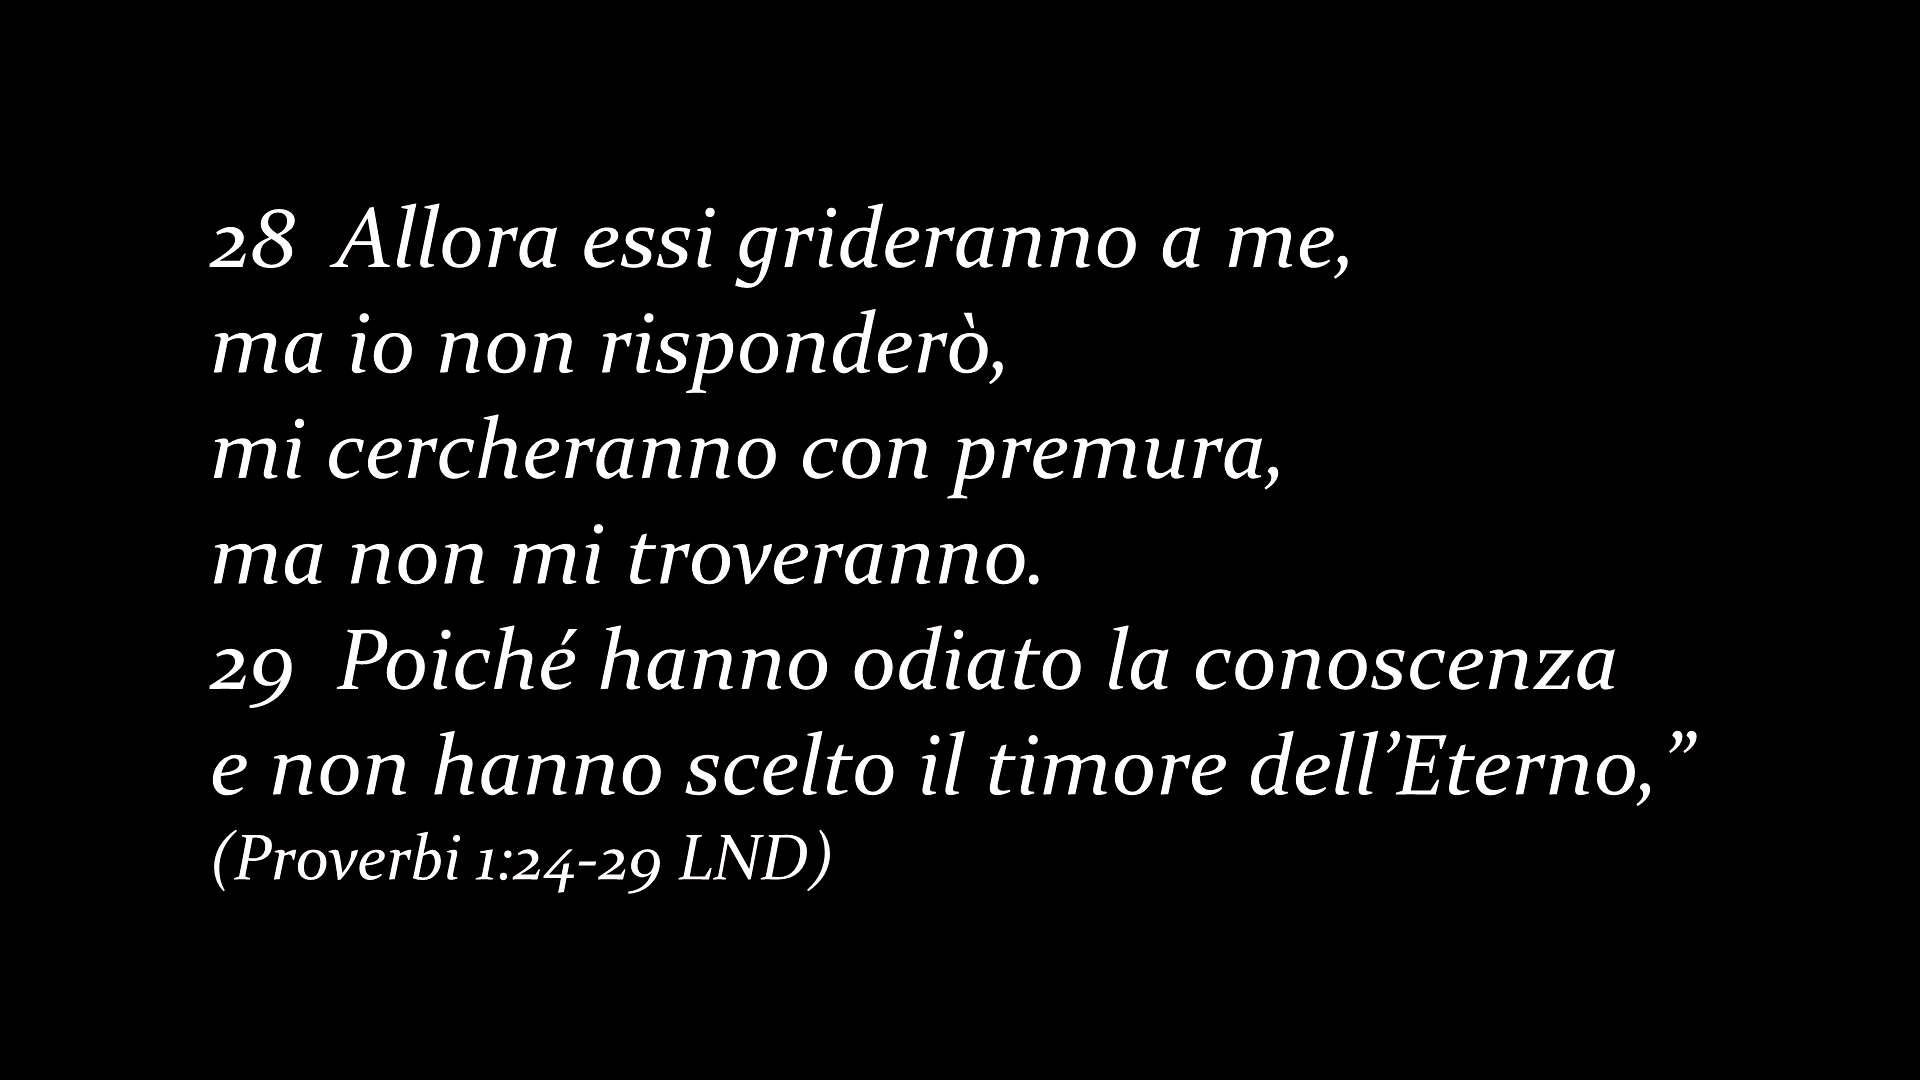 28 Allora essi grideranno a me,
ma io non risponderò,
mi cercheranno con premura,
ma non mi troveranno.
29 Poiché hanno odiato la conoscenza
e non hanno scelto il timore dell’Eterno,”
(Proverbi 1:24-29 LND)